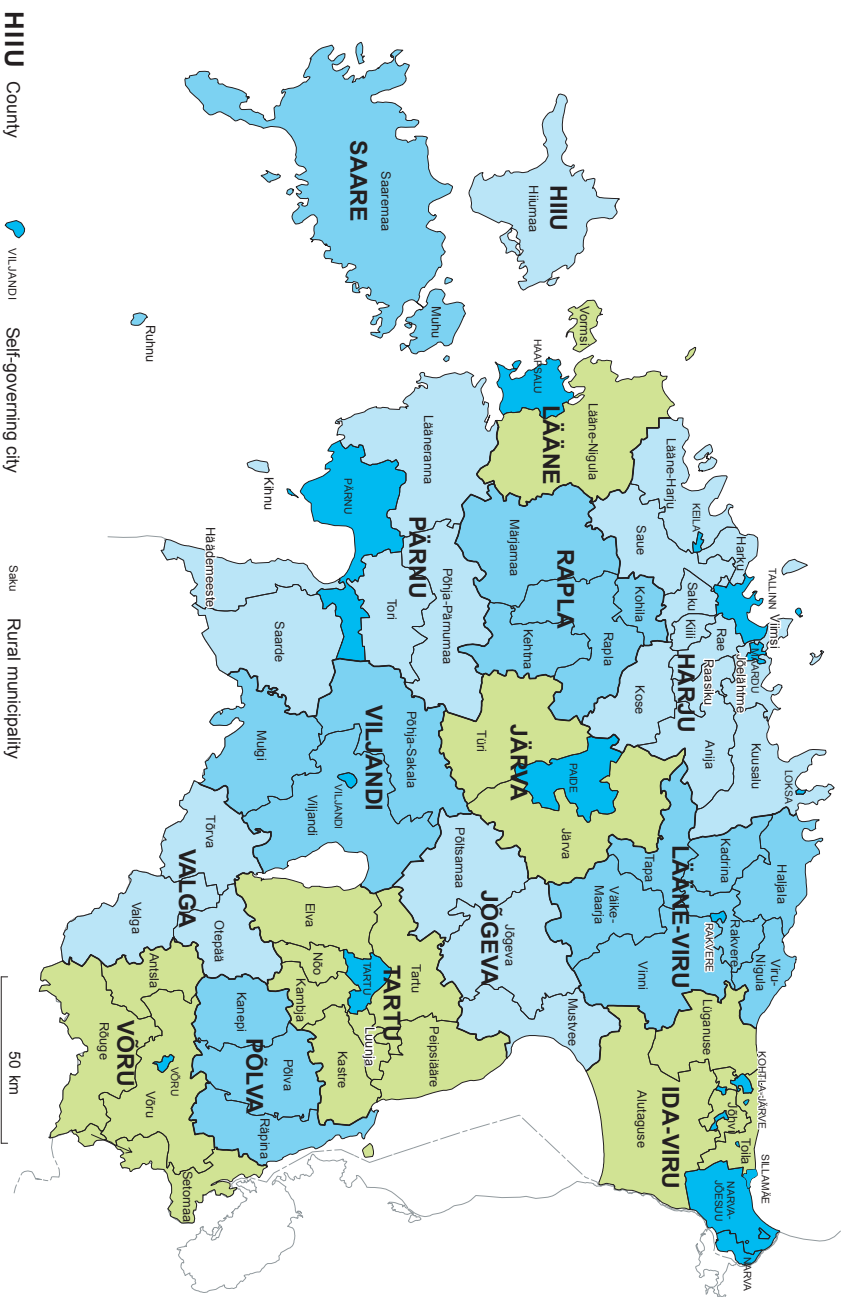 HIIU
Hiiumaa
SAARE
Saaremaa
Muhu
Ruhnu
Kihnu
Vormsi
HAAPSALU
LÄÄNE
Lääne-Nigula
HARJU
Lääne-Harju
KEILA
Harku
Saue
Saku
Kiili
TALLINN
Viimsi
MAARDU
Rae
Jõelähtme
Raasiku
Kose
Anija
Kuusalu
LOKSA
RAPLA
Märjamaa
Kohila
Rapla
Kehtna
PÄRNU
Lääneranna
PÄRNU
Põhja-Pärnumaa
Tori
Häädemeeste
Saarde
JÄRVA
Türi
PAIDE
Järva
LÄÄNE-VIRU
Haljala
Kadrina
Tapa
Rakvere
RAKVERE
Viru-
Nigula
Väike-
Maarja
Vinni
IDA-VIRU
Lüganuse
KOHTLA-JÄRVE
Jõhvi
Toila
SILLAMÄE
Alutaguse
NARVA-
JÕESUU
NARVA
VILJANDI
Põhja-Sakala
VILJANDI
Viljandi
Mulgi
JÕGEVA
Põltsamaa
Jõgeva
Mustvee
TARTU
Tartu
Elva
Nõo
TARTU
Kambja
Luunja
Peipsiääre
Kastre
VALGA
Tõrva
Otepää
Valga
PÕLVA
Kanepi
Põlva
Räpina
VÕRU
Antsla
Rõuge
VÕRU
Võru
Setomaa
HIIU County
VILJANDI Self-governing city
Saku Rural municipality
50 km